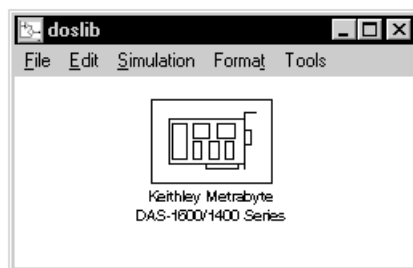 doslib
File Edit Simulation Format Tools
Keithley Metrabyte
DAS-1600/1400 Series